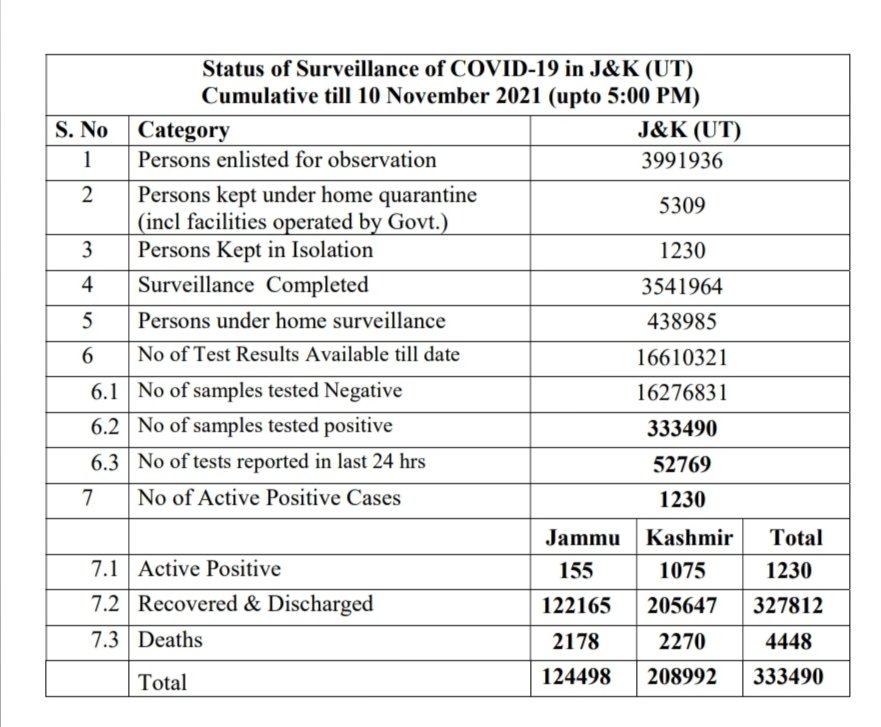 Status of Surveillance of COVID-19 in J&K (UT)
Cumulative till 10 November 2021 (upto 5:00 PM)
S. No Category J&K (UT)
1 Persons enlisted for observation 3991936
2 Persons kept under home quarantine
(incl facilities operated by Govt.) 5309
3 Persons Kept in Isolation 1230
4 Surveillance Completed 3541964
5 Persons under home surveillance 438985
6 No of Test Results Available till date 16610321
6.1 No of samples tested Negative 16276831
6.2 No of samples tested positive 333490
6.3 No of tests reported in last 24 hrs 52769
7 No of Active Positive Cases 1230
Jammu Kashmir Total
7.1 Active Positive 155 1075 1230
7.2 Recovered & Discharged 122165 205647 327812
7.3 Deaths 2178 2270 4448
Total 124498 208992 333490